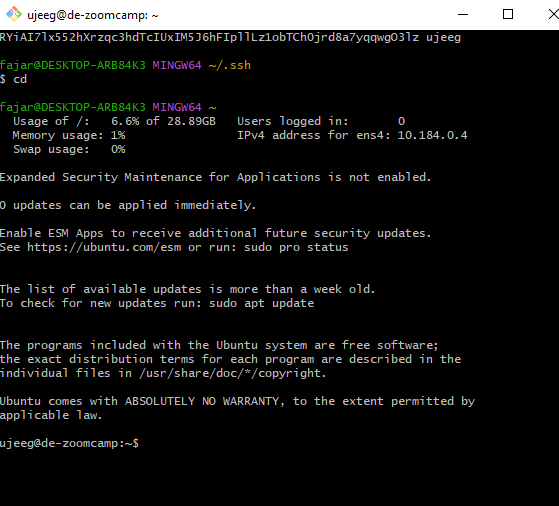 ujeeg@de-zoomcamp: ~
RYiAI7lx552hXrzqc3hdTcIUxIM5J6hFIpllLz1obTChOjrd8a7yqqwgO3lz ujeeg
fajar@DESKTOP-ARB84K3 MINGW64 ~/.ssh
$ cd
fajar@DESKTOP-ARB84K3 MINGW64 ~
Usage of /: 6.6% of 28.89GB Users logged in: 0
Memory usage: 1% IPv4 address for ens4: 10.184.0.4
Swap usage: 0%
Expanded Security Maintenance for Applications is not enabled.
0 updates can be applied immediately.
Enable ESM Apps to receive additional future security updates.
See https://ubuntu.com/esm or run: sudo pro status
The list of available updates is more than a week old.
To check for new updates run: sudo apt update
The programs included with the Ubuntu system are free software;
the exact distribution terms for each program are described in the
individual files in /usr/share/doc/*/copyright.
Ubuntu comes with ABSOLUTELY NO WARRANTY, to the extent permitted by
applicable law.
ujeeg@de-zoomcamp:~$